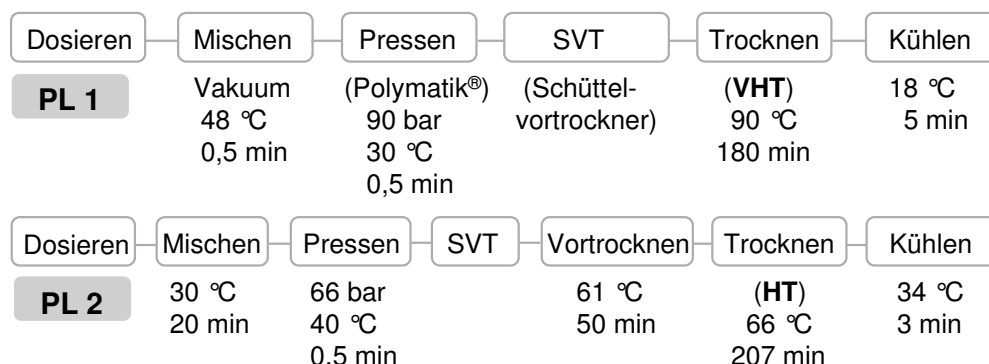 Dosieren Mischen Pressen SVT Trocknen Kühlen
PL 1 Vakuum (Polymatik®) (Schüttel- (VHT) 18 °C
48 °C 90 bar vortrockner) 90 °C 5 min
0,5 min 30 °C 180 min
0,5 min
Dosieren Mischen Pressen SVT Vortrocknen Trocknen Kühlen
PL 2 30 °C 66 bar 61 °C (HT) 34 °C
20 min 40 °C 50 min 66 °C 3 min
0,5 min 207 min